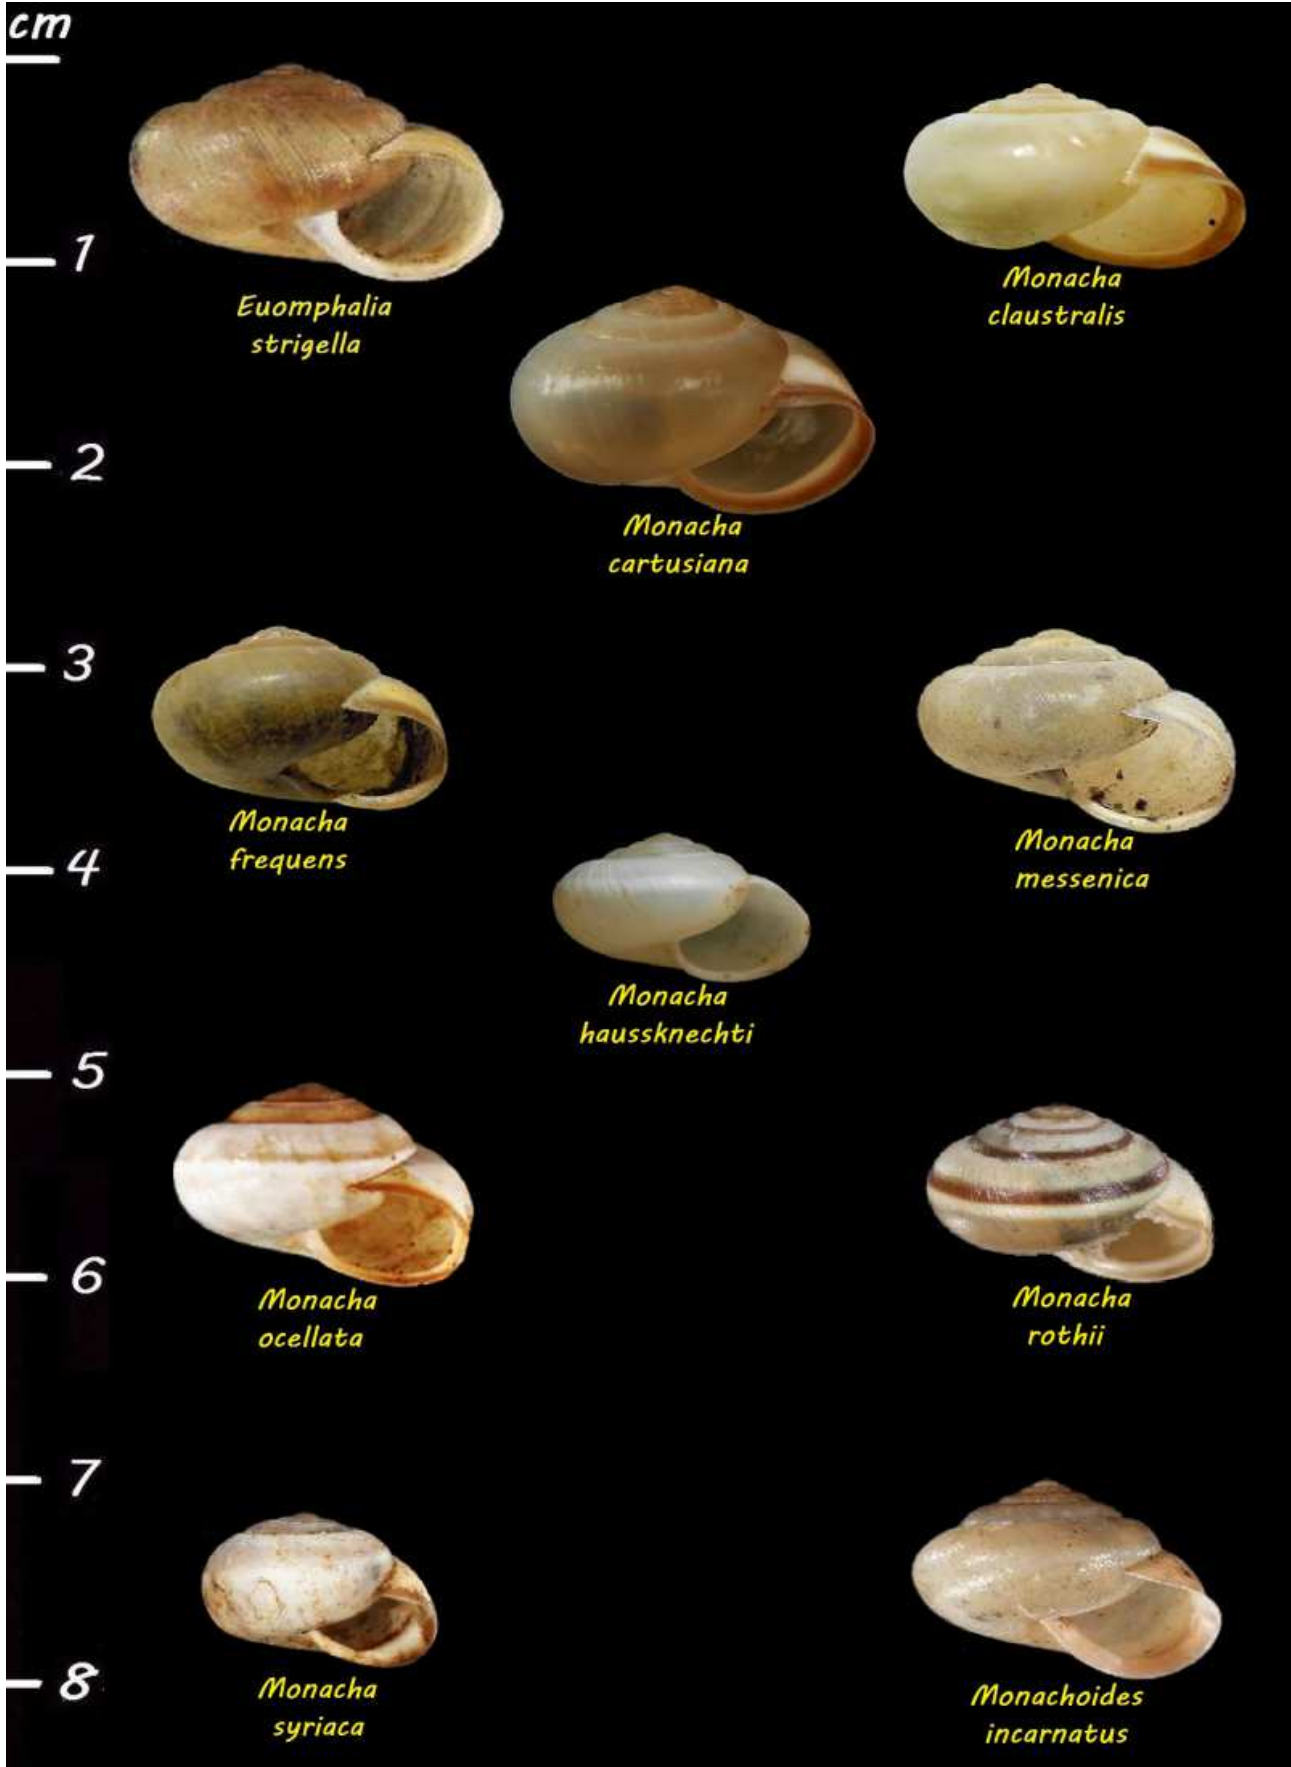 cm
1
Euomphalia
strigella
Monacha
claustralis
2
Monacha
cartusiana
3
Monacha
frequens
Monacha
messenica
4
Monacha
haussknechti
5
6
Monacha
ocellata
Monacha
rothii
7
8
Monacha
syriaca
Monachoides
incarnatus